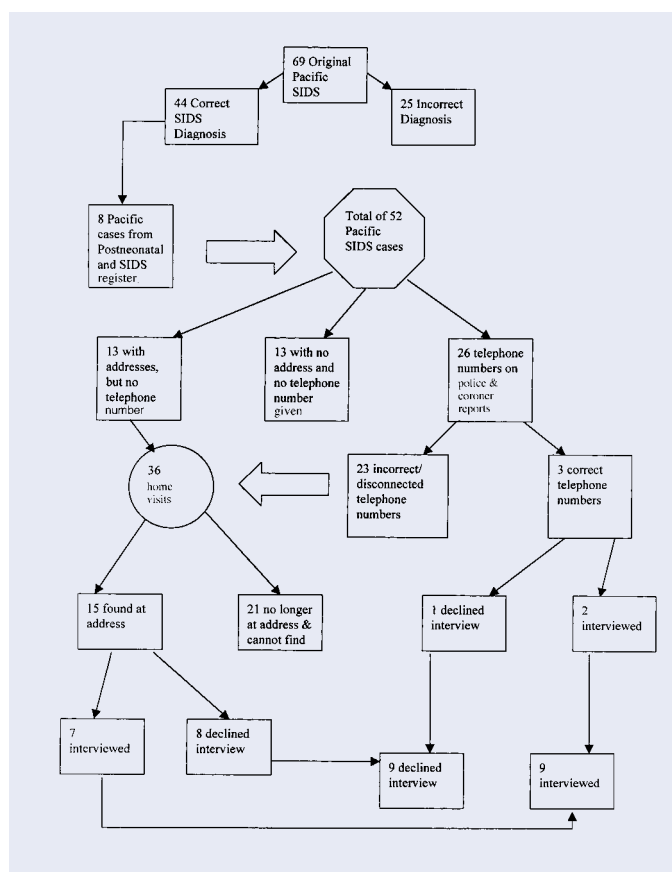 69 Original
Pacific
SIDS
44 Correct
SIDS
Diagnosis
25 Incorrect
Diagnosis
8 Pacific
cases from
Postneonatal
and SIDS
register
Total of 52
Pacific
SIDS cases
13 with
addresses,
but no
telephone
number
13 with no
address and
no telephone
number
given
26 telephone
numbers on
police &
coroner
reports
36
home
visits
23 incorrect/
disconnected
telephone
numbers
3 correct
telephone
numbers
15 found at
address
21 no longer
at address &
cannot find
1 declined
interview
2
interviewed
7
interviewed
8 declined
interview
9 declined
interview
9
interviewed